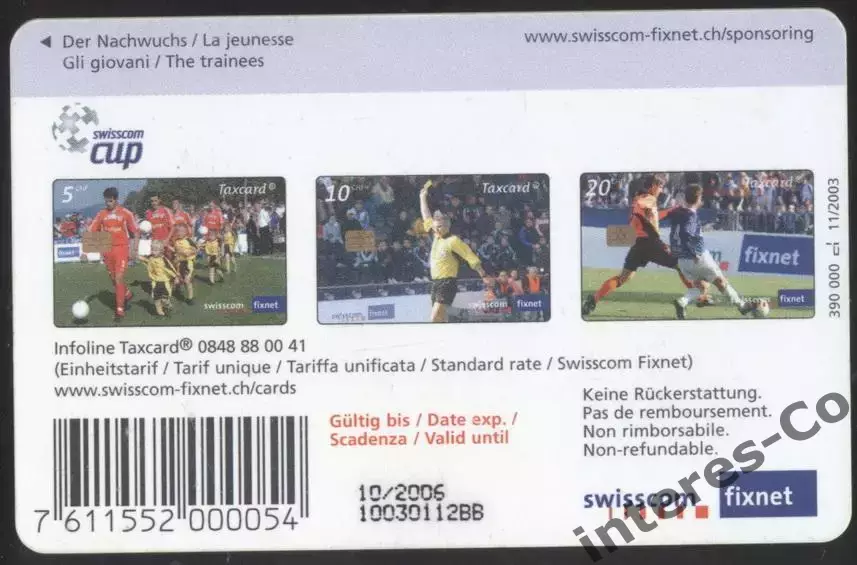 Der Nachwuchs / La jeunesse
Gli giovani / The trainees
www.swisscom-fixnet.ch/sponsoring
swisscom
cup
5 CHF Taxcard®
swisscom fixnet
10 CHF Taxcard®
swisscom fixnet
20 CHF Taxcard®
fixnet
swisscom fixnet
390 000 11/2003
Infoline Taxcard® 0848 88 00 41
(Einheitstarif / Tarif unique / Tariffa unificata / Standard rate / Swisscom Fixnet)
www.swisscom-fixnet.ch/cards
Gültig bis / Date exp. /
Scadenza / Valid until
Keine Rückerstattung.
Pas de remboursement.
Non rimborsabile.
Non-refundable.
10/2006
10030112BB
7 611552 000054
swisscom fixnet
interes-Co